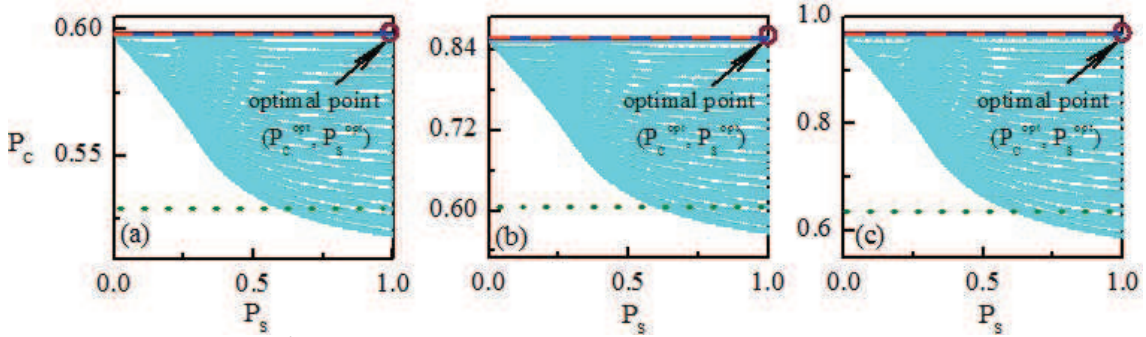 0.60
0.55
P_c
optimal point
(P_c^opt, P_s^opt)
(a)
0.0 0.5 1.0
P_s
0.84
0.72
0.60
optimal point
(P_c^opt, P_s^opt)
(b)
0.0 0.5 1.0
P_s
1.0
0.8
0.6
optimal point
(P_c^opt, P_s^opt)
(c)
0.0 0.5 1.0
P_s